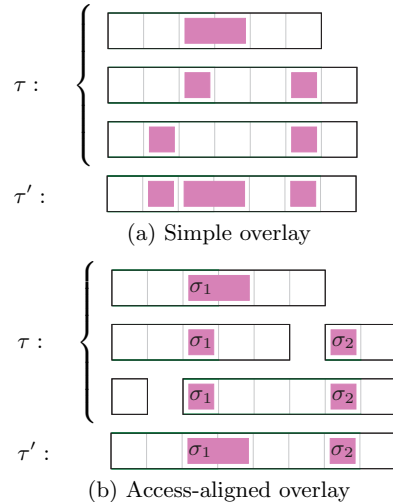 τ :
τ′ :
(a) Simple overlay
σ1
τ :
σ1 σ2
σ1 σ2
τ′ :
σ1 σ2
(b) Access-aligned overlay